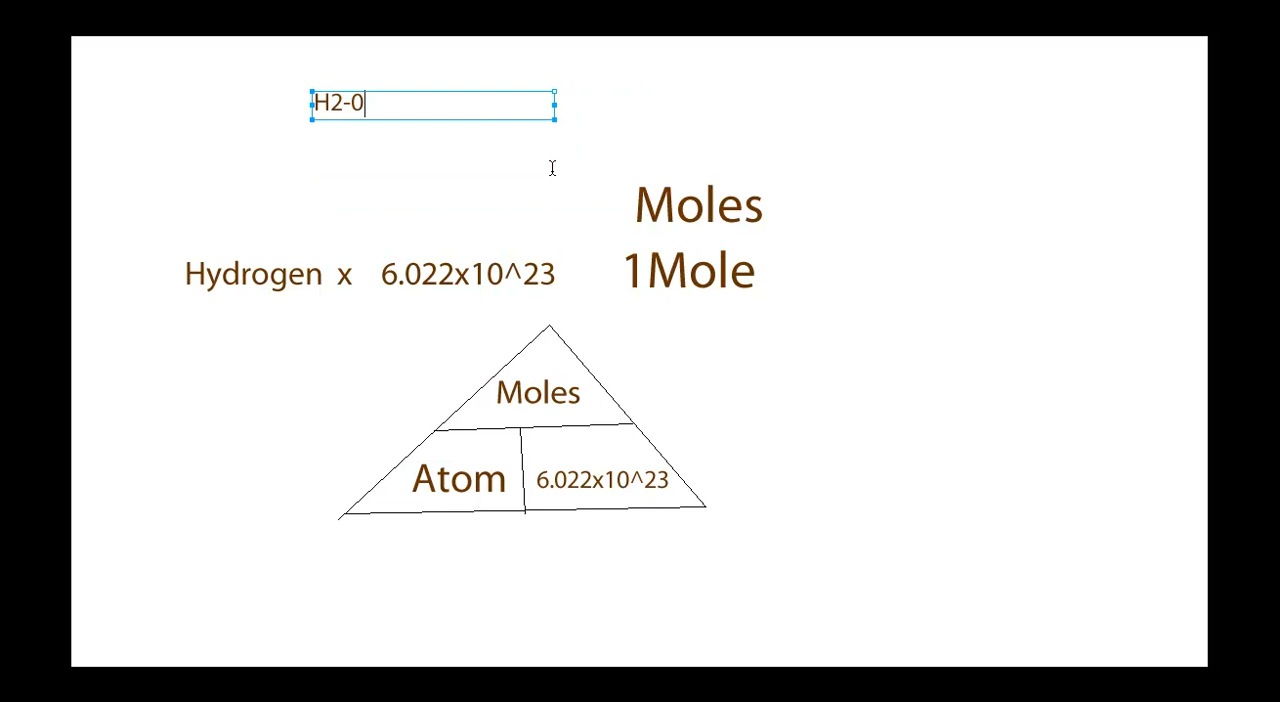 H2-0
Moles
Hydrogen x 6.022x10^23 1Mole
Moles
Atom 6.022x10^23